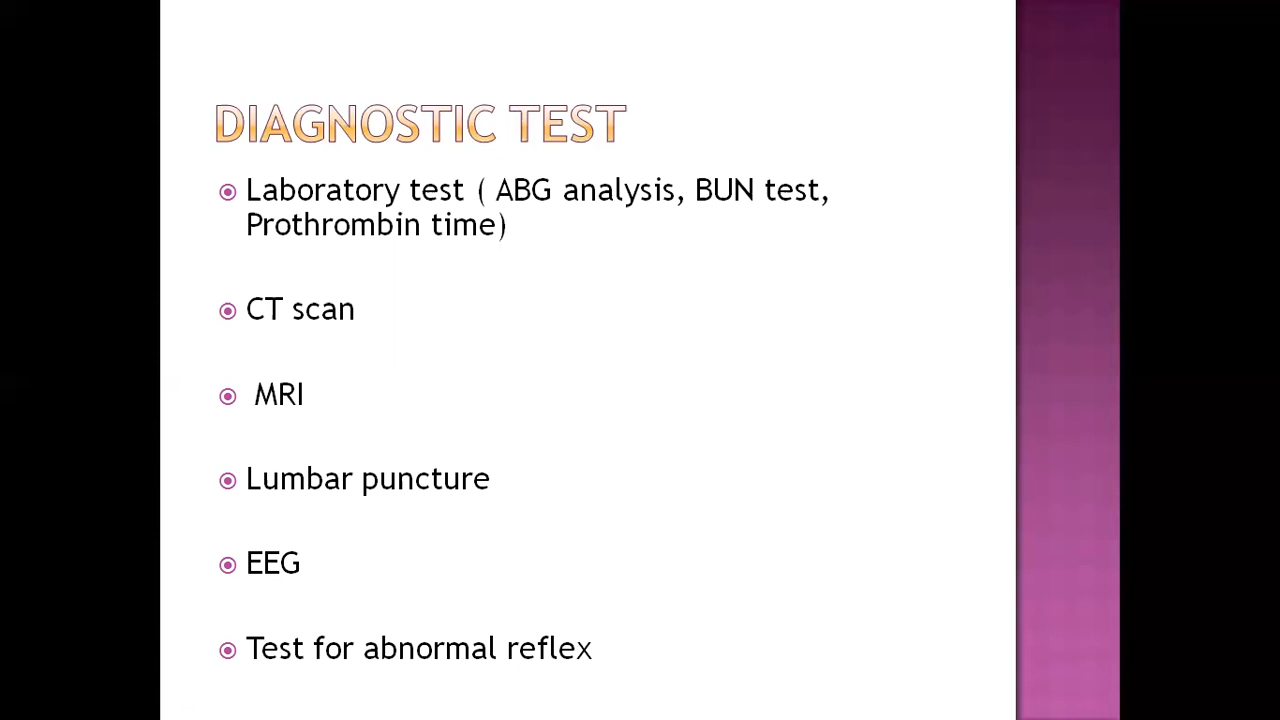 DIAGNOSTIC TEST
Laboratory test ( ABG analysis, BUN test,
Prothrombin time)
CT scan
MRI
Lumbar puncture
EEG
Test for abnormal reflex